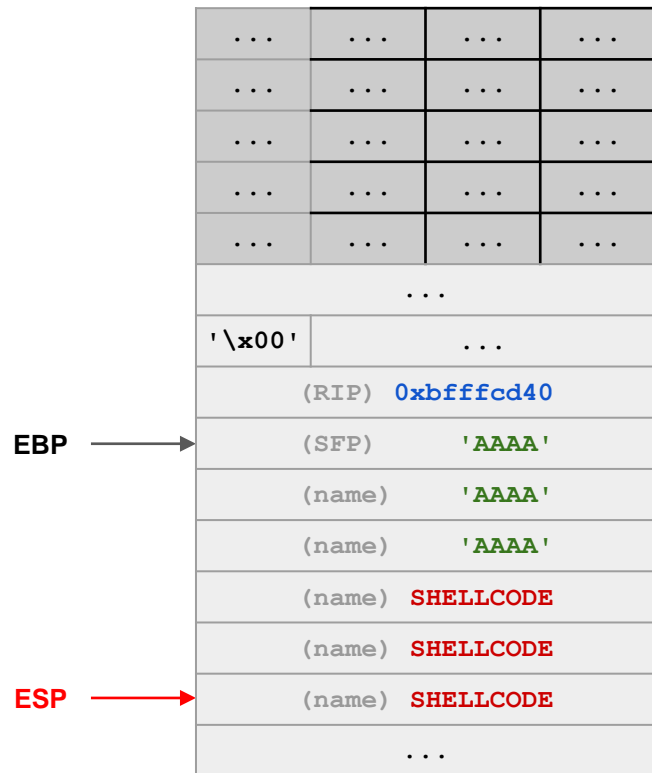 ... ... ... ...
... ... ... ...
... ... ... ...
... ... ... ...
... ... ... ...
...
'\x00' ...
(RIP) 0xbfffcd40
EBP (SFP) 'AAAA'
(name) 'AAAA'
(name) 'AAAA'
(name) SHELLCODE
(name) SHELLCODE
ESP (name) SHELLCODE
...